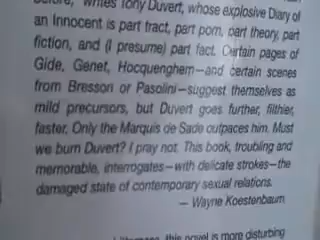 before," writes Tony Duvert, whose explosive Diary of
an Innocent is part tract, part porn, part theory, part
fiction, and (I presume) part fact. Certain pages of
Gide, Genet, Hocquenghem—and certain scenes
from Bresson or Pasolini—suggest themselves as
mild precursors, but Duvert goes further, filthier,
faster. Only the Marquis de Sade outpaces him. Must
we burn Duvert? I pray not. This book, troubling and
memorable, interrogates—with delicate strokes—the
damaged state of contemporary sexual relations.
— Wayne Koestenbaum
this novel is more disturbing